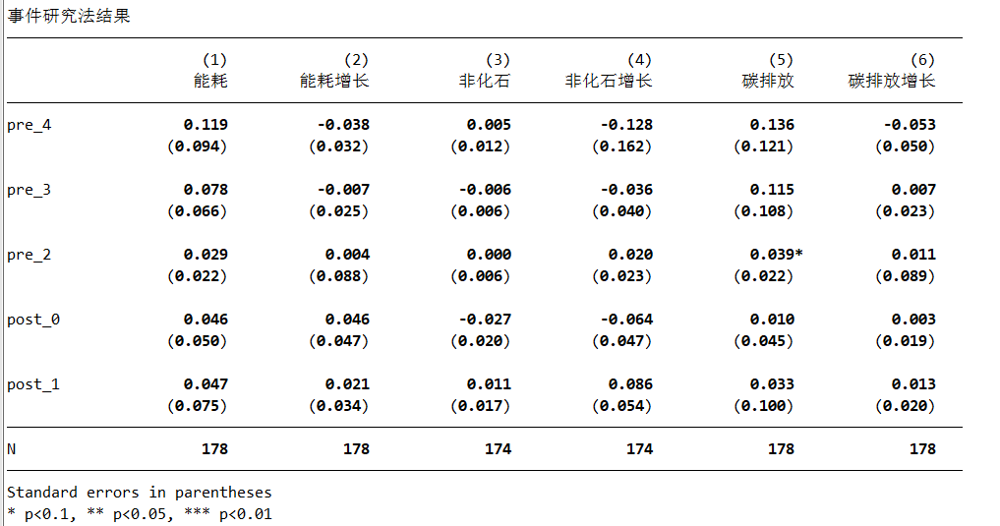 事件研究法结果
(1) (2) (3) (4) (5) (6)
能耗 能耗增长 非化石 非化石增长 碳排放 碳排放增长
pre_4 0.119 -0.038 0.005 -0.128 0.136 -0.053
(0.094) (0.032) (0.012) (0.162) (0.121) (0.050)
pre_3 0.078 -0.007 -0.006 -0.036 0.115 0.007
(0.066) (0.025) (0.006) (0.040) (0.108) (0.023)
pre_2 0.029 0.004 0.000 0.020 0.039* 0.011
(0.022) (0.088) (0.006) (0.023) (0.022) (0.089)
post_0 0.046 0.046 -0.027 -0.064 0.010 0.003
(0.050) (0.047) (0.020) (0.047) (0.045) (0.019)
post_1 0.047 0.021 0.011 0.086 0.033 0.013
(0.075) (0.034) (0.017) (0.054) (0.100) (0.020)
N 178 178 174 174 178 178
Standard errors in parentheses
* p<0.1, ** p<0.05, *** p<0.01